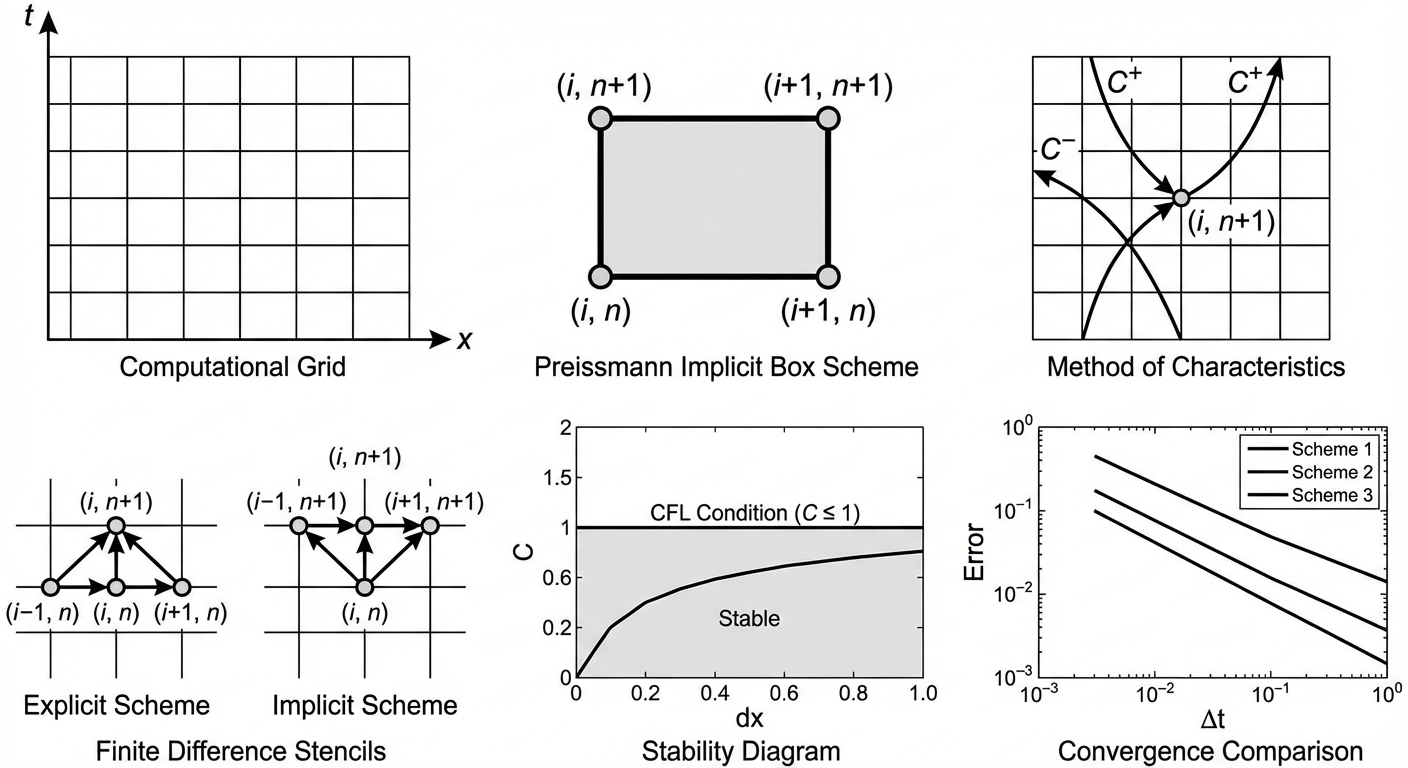 t
x
Computational Grid
(i, n+1)
(i+1, n+1)
(i, n)
(i+1, n)
Preissmann Implicit Box Scheme
C⁺
C⁺
C⁻
(i, n+1)
Method of Characteristics
(i, n+1)
(i−1, n) (i, n) (i+1, n)
Explicit Scheme
(i, n+1)
(i−1, n+1) (i+1, n+1)
(i, n)
Implicit Scheme
Finite Difference Stencils
2
1.5
1
0.6
0.2
0
C
CFL Condition (C ≤ 1)
Stable
0 0.2 0.4 0.6 0.8 1.0
dx
Stability Diagram
10⁰
10⁻¹
10⁻²
10⁻³
Error
Scheme 1
Scheme 2
Scheme 3
10⁻³ 10⁻² 10⁻¹ 10⁰
Δt
Convergence Comparison